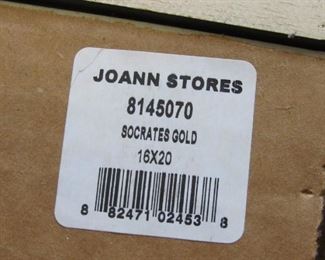 JOANN STORES
8145070
SOCRATES GOLD
16X20
8 82471 02453 8